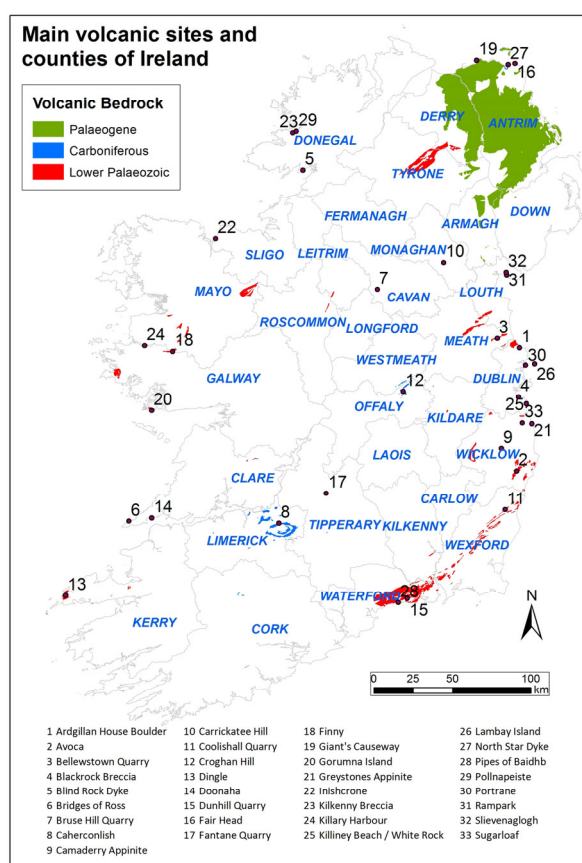 Main volcanic sites and
counties of Ireland
Volcanic Bedrock
Palaeogene
Carboniferous
Lower Palaeozoic
19 27
16
DERRY
ANTRIM
23 29
DONEGAL
5
TYRONE
FERMANAGH
ARMAGH
DOWN
22
SLIGO
LEITRIM
MONAGHAN
10
32
31
MAYO
7
CAVAN
LOUTH
ROSCOMMON
LONGFORD
24
18
MEATH
3
1
WESTMEATH
30
26
GALWAY
DUBLIN
12
4
20
OFFALY
25
33
KILDARE
21
9
LAOIS
WICKLOW
2
CLARE
17
CARLOW
11
6
14
8
TIPPERARY
KILKENNY
LIMERICK
WEXFORD
13
WATERFORD
28
15
KERRY
CORK
N
0 25 50 100
km
1 Ardgillan House Boulder
2 Avoca
3 Bellewstown Quarry
4 Blackrock Breccia
5 Blind Rock Dyke
6 Bridges of Ross
7 Bruse Hill Quarry
8 Caherconlish
9 Camaderry Appinite
10 Carrickatee Hill
11 Coolishall Quarry
12 Croghan Hill
13 Dingle
14 Doonaha
15 Dunhill Quarry
16 Fair Head
17 Fantane Quarry
18 Finny
19 Giant's Causeway
20 Gorumna Island
21 Greystones Appinite
22 Inishcrone
23 Kilkenny Breccia
24 Killary Harbour
25 Killiney Beach / White Rock
26 Lambay Island
27 North Star Dyke
28 Pipes of Baidhb
29 Pollnapeiste
30 Portrane
31 Rampark
32 Slievenaglogh
33 Sugarloaf